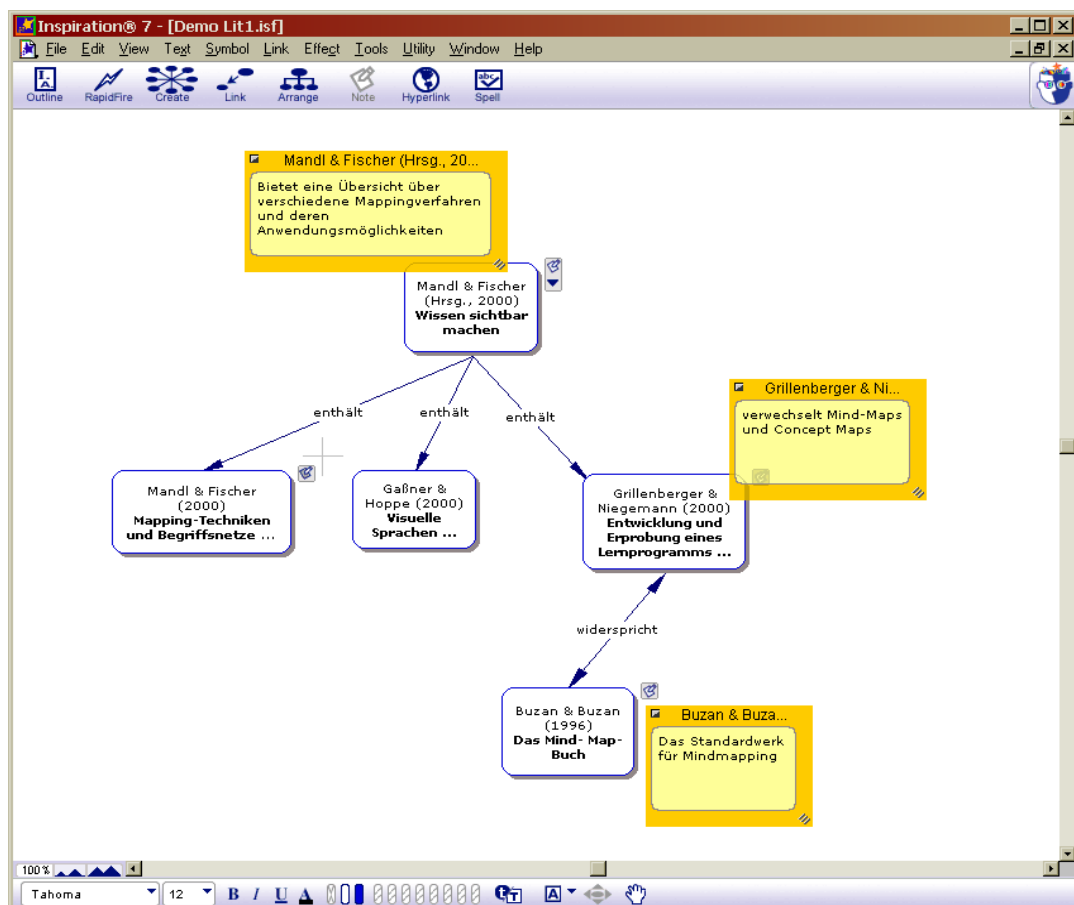 Inspiration® 7 - [Demo Lit1.isf]
File Edit View Text Symbol Link Effect Tools Utility Window Help
Outline RapidFire Create Link Arrange Note Hyperlink Spell
Mandl & Fischer (Hrsg., 20...
Bietet eine Übersicht über
verschiedene Mappingverfahren
und deren
Anwendungsmöglichkeiten
Mandl & Fischer
(Hrsg., 2000)
Wissen sichtbar
machen
enthält
enthält
enthält
Grillenberger & Ni...
verwechselt Mind-Maps
und Concept Maps
Mandl & Fischer
(2000)
Mapping-Techniken
und Begriffsnetze ...
Gaßner &
Hoppe (2000)
Visuelle
Sprachen ...
Grillenberger &
Niegemann (2000)
Entwicklung und
Erprobung eines
Lernprogramms ...
widerspricht
Buzan & Buzan
(1996)
Das Mind- Map-
Buch
Buzan & Buza...
Das Standardwerk
für Mindmapping
100%
Tahoma 12 B I U A